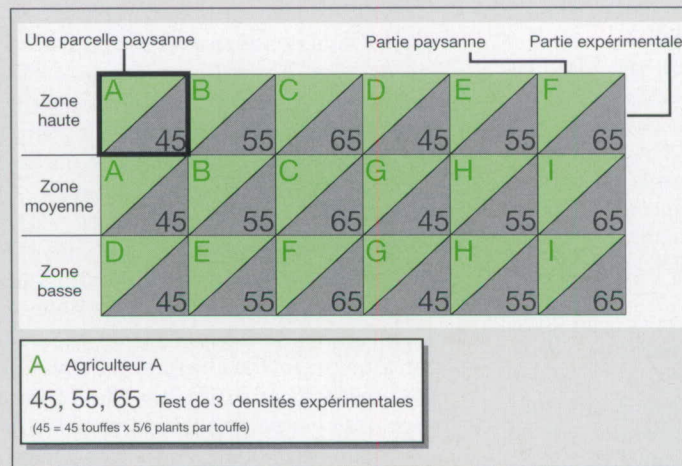 Une parcelle paysanne
Partie paysanne
Partie expérimentale
Zone haute
A 45 B 55 C 65 D 45 E 55 F 65
Zone moyenne
A 45 B 55 C 65 G 45 H 55 I 65
Zone basse
D 45 E 55 F 65 G 45 H 55 I 65
A Agriculteur A
45, 55, 65 Test de 3 densités expérimentales
(45 = 45 touffes x 5/6 plants par touffe)